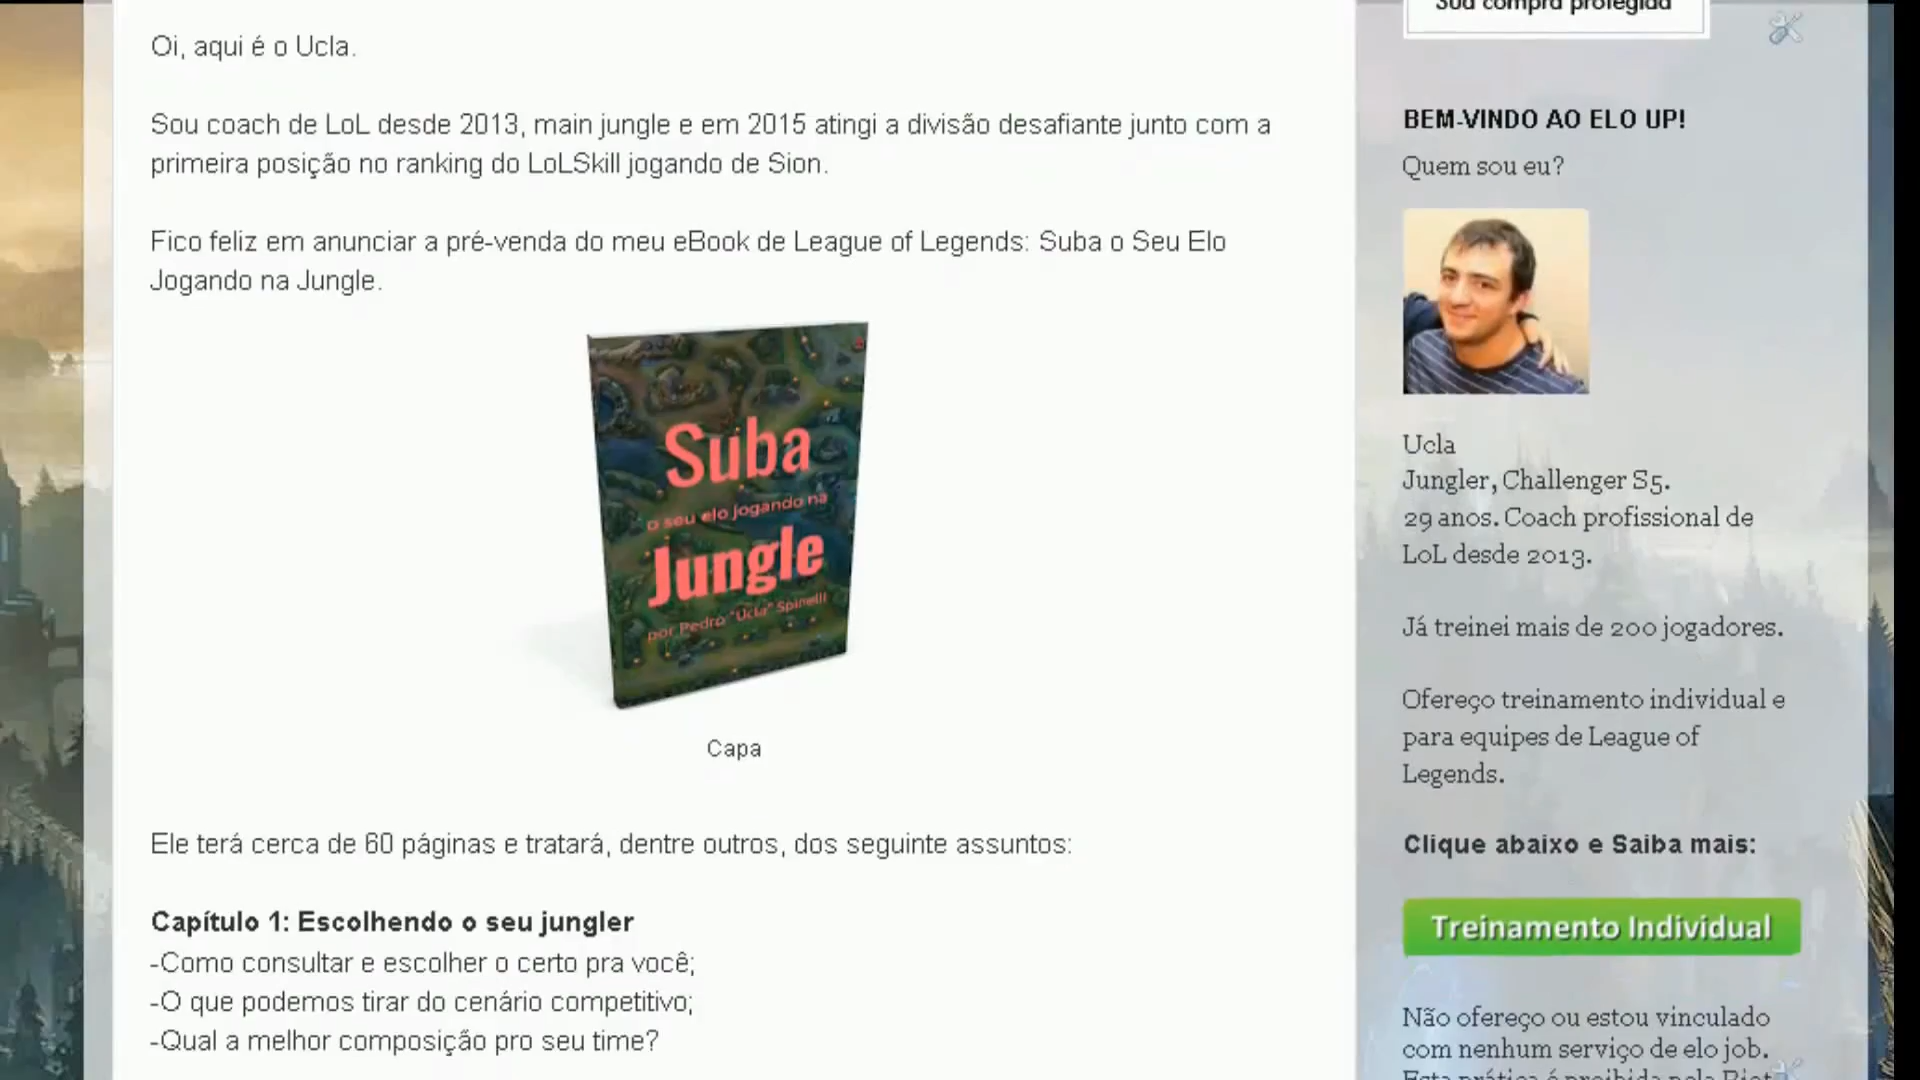 Oi, aqui é o Ucla.
Sou coach de LoL desde 2013, main jungle e em 2015 atingi a divisão desafiante junto com a
primeira posição no ranking do LoLSkill jogando de Sion.
Fico feliz em anunciar a pré-venda do meu eBook de League of Legends: Suba o Seu Elo
Jogando na Jungle.
Suba
o seu elo jogando na
Jungle
por Pedro "Ucla" Spinelli
Capa
Ele terá cerca de 60 páginas e tratará, dentre outros, dos seguinte assuntos:
Capítulo 1: Escolhendo o seu jungler
-Como consultar e escolher o certo pra você;
-O que podemos tirar do cenário competitivo;
-Qual a melhor composição pro seu time?
Sua compra protegida
BEM-VINDO AO ELO UP!
Quem sou eu?
Ucla
Jungler, Challenger S5.
29 anos. Coach profissional de
LoL desde 2013.
Já treinei mais de 200 jogadores.
Ofereço treinamento individual e
para equipes de League of
Legends.
Clique abaixo e Saiba mais:
Treinamento Individual
Não ofereço ou estou vinculado
com nenhum serviço de elo job.
Esta prática é proibida pela Riot